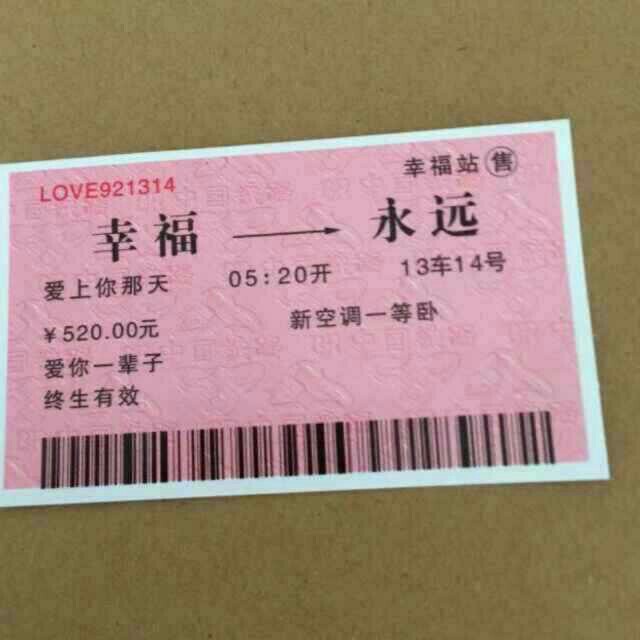 LOVE921314
幸福站 售
幸福 → 永远
爱上你那天 05:20开 13车14号
￥520.00元 新空调一等卧
爱你一辈子
终生有效